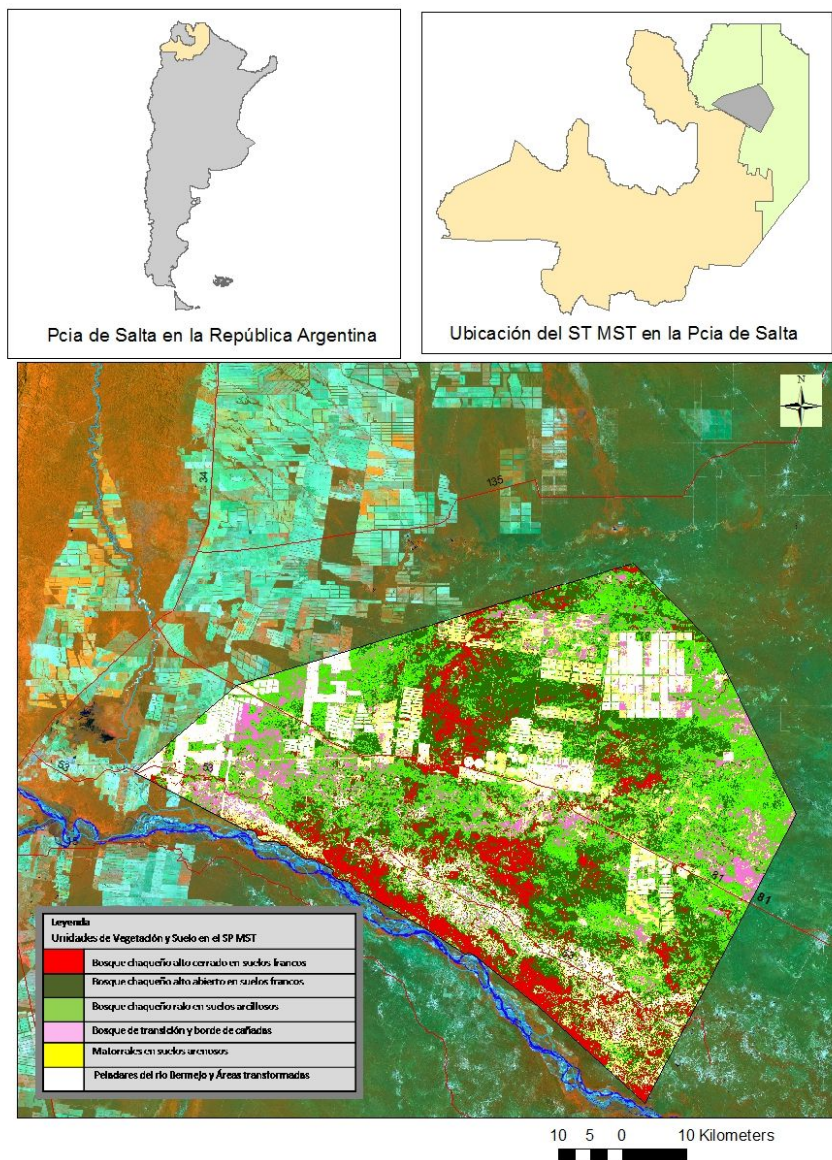 Pcia de Salta en la República Argentina
Ubicación del ST MST en la Pcia de Salta
N
34
135
53
53
81
81
Leyenda
Unidades de Vegetación y Suelo en el SP MST
Bosque chaqueño alto cerrado en suelos francos
Bosque chaqueño alto abierto en suelos francos
Bosque chaqueño ralo en suelos arcillosos
Bosque de transición y borde de cañadas
Matorrales en suelos arenosos
Peladares del río Bermejo y Áreas transformadas
10 5 0 10 Kilometers